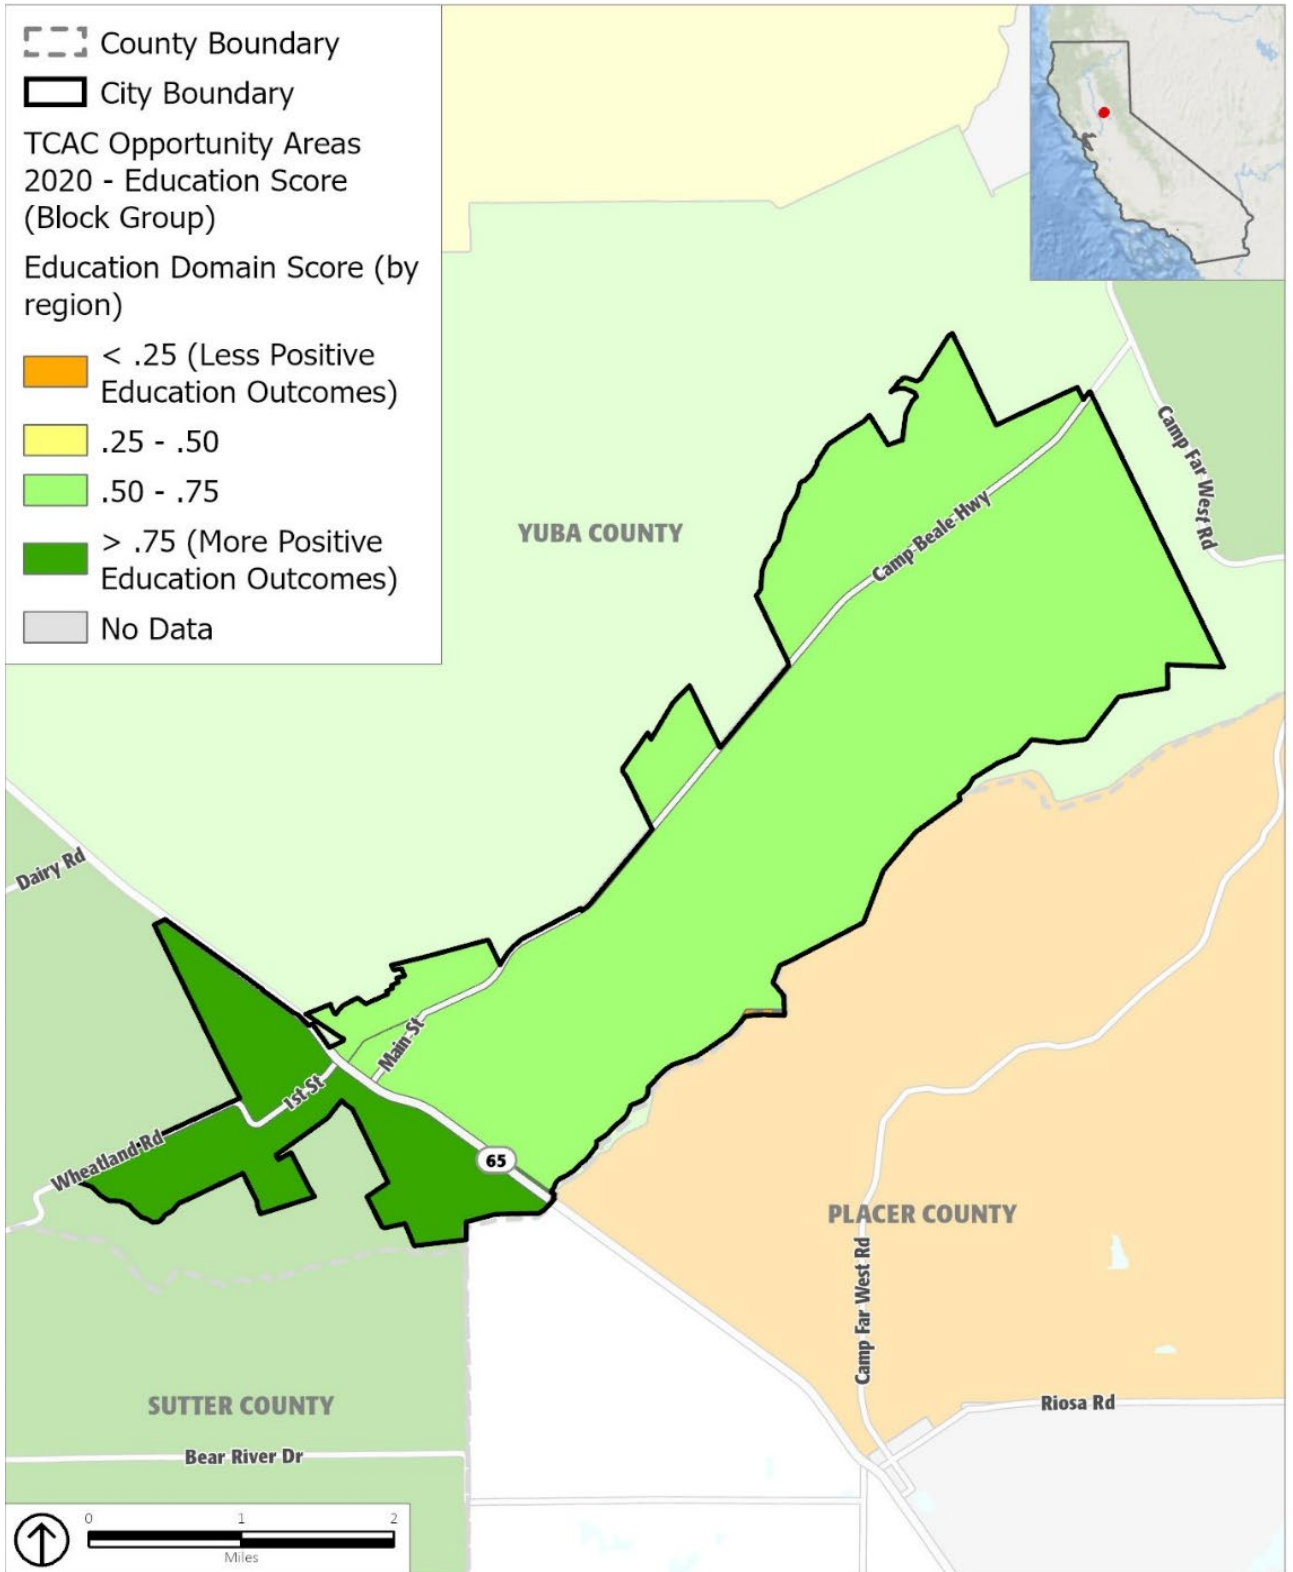 County Boundary
City Boundary
TCAC Opportunity Areas
2020 - Education Score
(Block Group)
Education Domain Score (by
region)
< .25 (Less Positive
Education Outcomes)
.25 - .50
.50 - .75
> .75 (More Positive
Education Outcomes)
No Data
YUBA COUNTY
Camp Beale Hwy
Camp Far West Rd
Dairy Rd
Main St
1st St
Wheatland Rd
65
PLACER COUNTY
Camp Far West Rd
SUTTER COUNTY
Riosa Rd
Bear River Dr
0 1 2
Miles